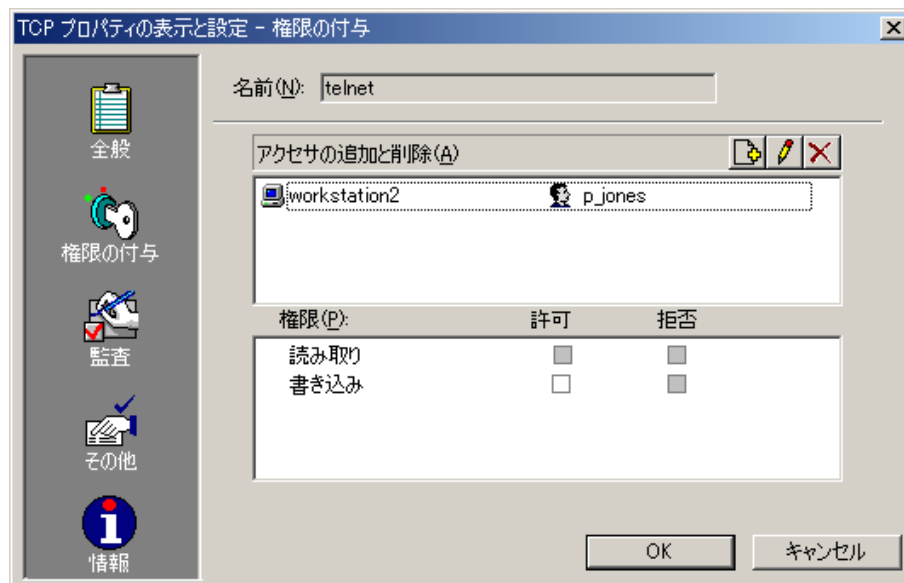 TCP プロパティの表示と設定 - 権限の付与
名前(N): telnet
全般
アクセサの追加と削除(A)
workstation2 p_jones
権限の付与
権限(P): 許可 拒否
監査
読み取り
書き込み
その他
情報
OK キャンセル